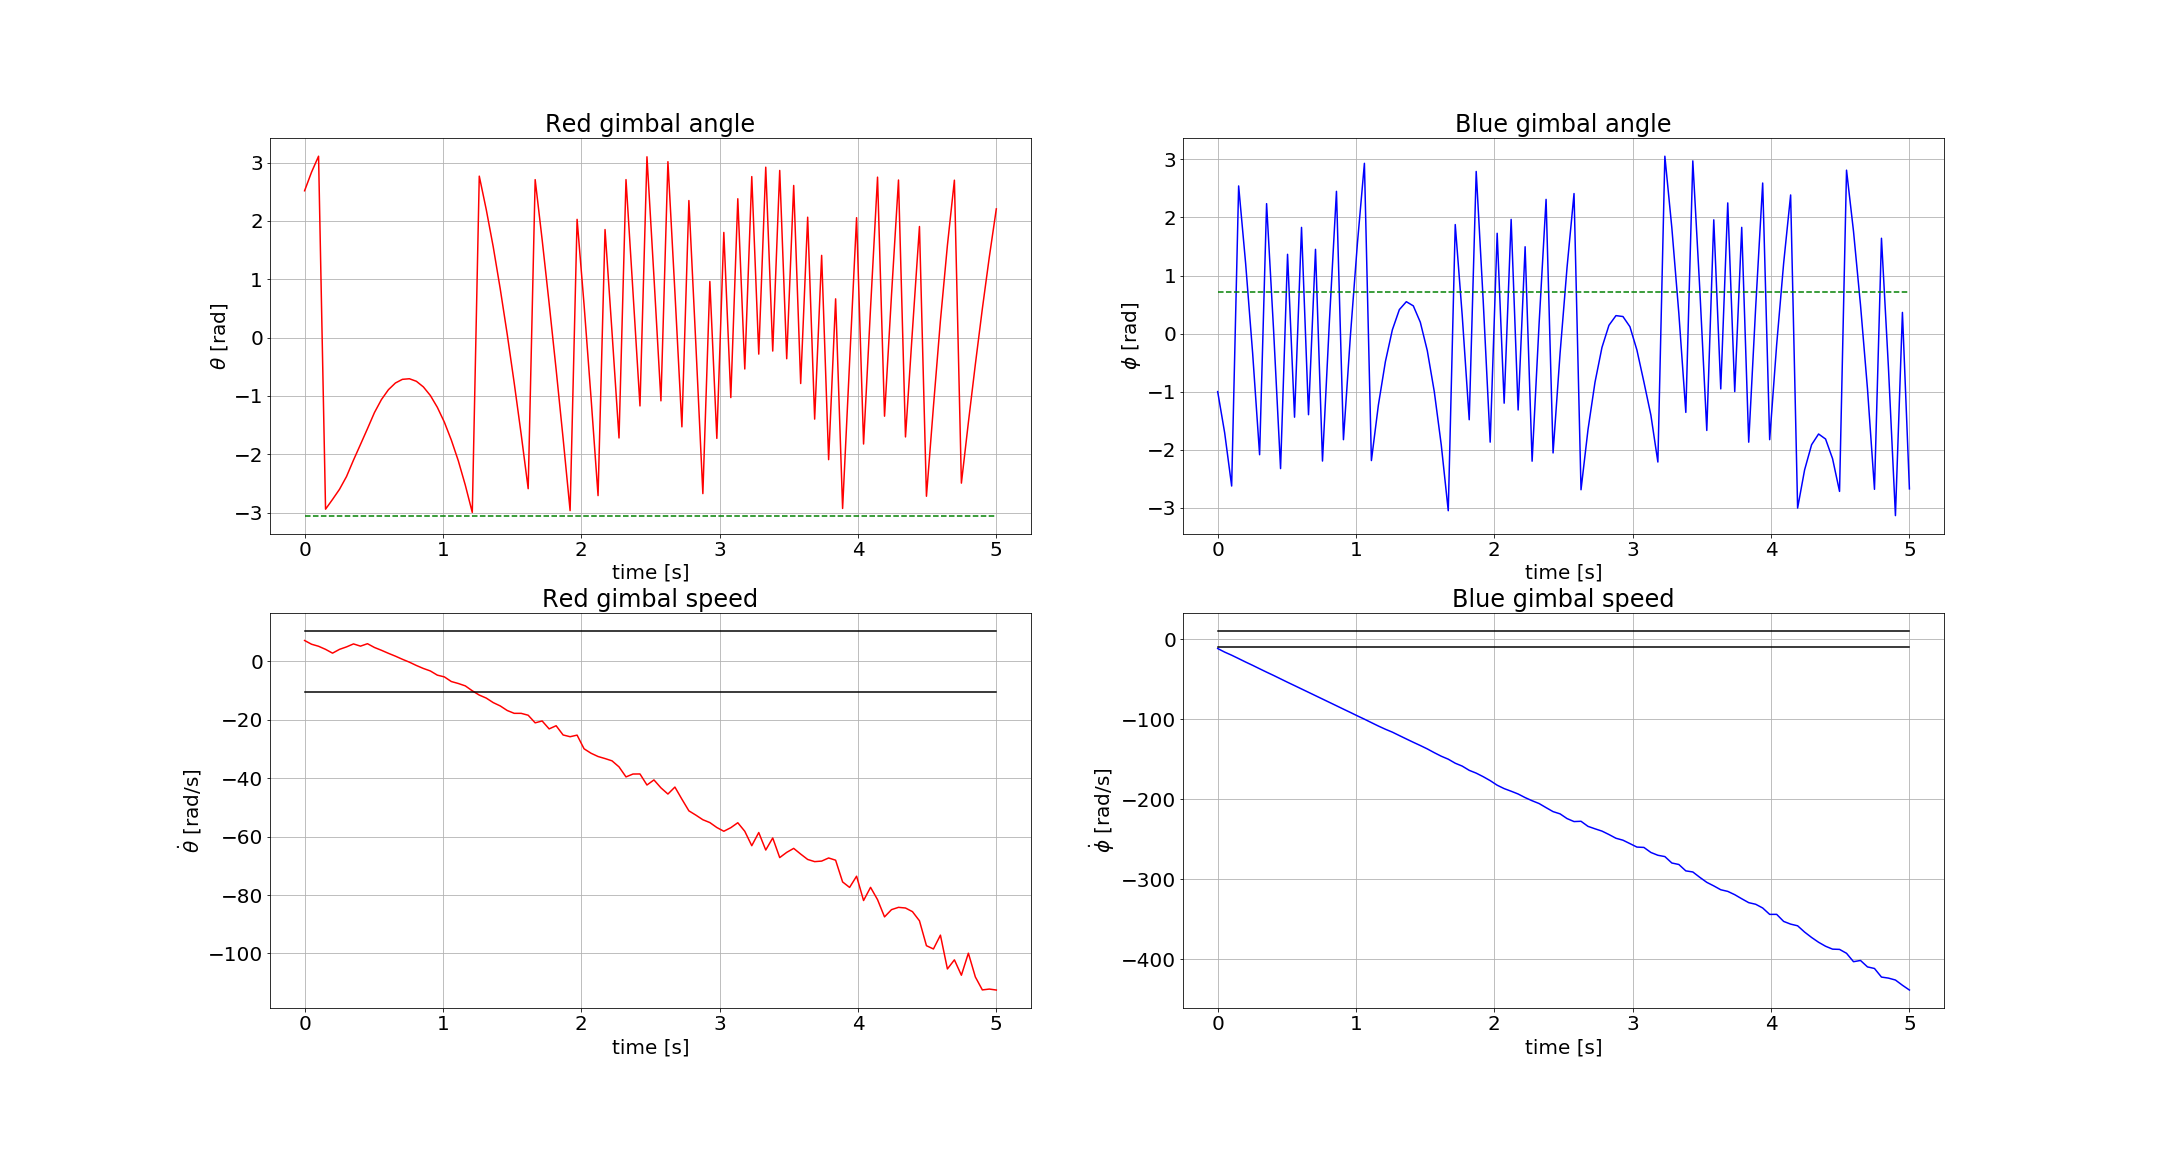 Red gimbal angle
3
2
1
0
−1
−2
−3
θ [rad]
0 1 2 3 4 5
time [s]
Blue gimbal angle
3
2
1
0
−1
−2
−3
ϕ [rad]
0 1 2 3 4 5
time [s]
Red gimbal speed
0
−20
−40
−60
−80
−100
θ̇ [rad/s]
0 1 2 3 4 5
time [s]
Blue gimbal speed
0
−100
−200
−300
−400
ϕ̇ [rad/s]
0 1 2 3 4 5
time [s]